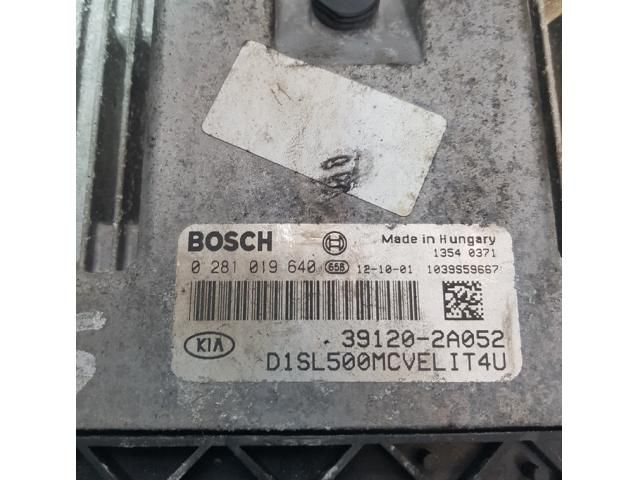 BOSCH
Made in Hungary
1354 0371
0 281 019 640 656 12-10-01 1039S59667
KIA
39120-2A052
D1SL500MCVELIT4U